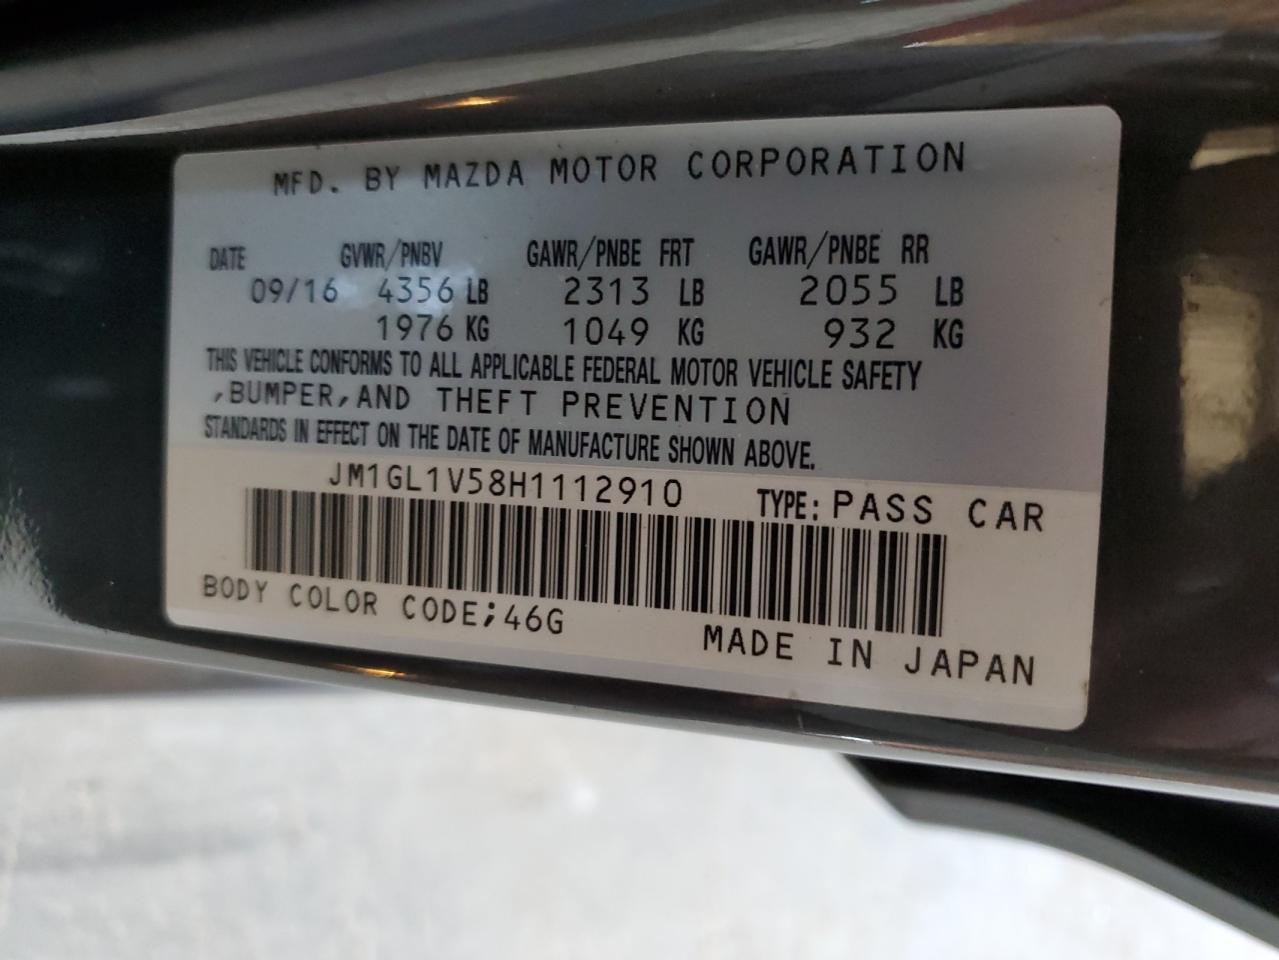 MFD. BY MAZDA MOTOR CORPORATION
DATE GVWR/PNBV GAWR/PNBE FRT GAWR/PNBE RR
09/16 4356 LB 2313 LB 2055 LB
1976 KG 1049 KG 932 KG
THIS VEHICLE CONFORMS TO ALL APPLICABLE FEDERAL MOTOR VEHICLE SAFETY
,BUMPER,AND THEFT PREVENTION
STANDARDS IN EFFECT ON THE DATE OF MANUFACTURE SHOWN ABOVE.
JM1GL1V58H1112910 TYPE: PASS CAR
BODY COLOR CODE;46G
MADE IN JAPAN